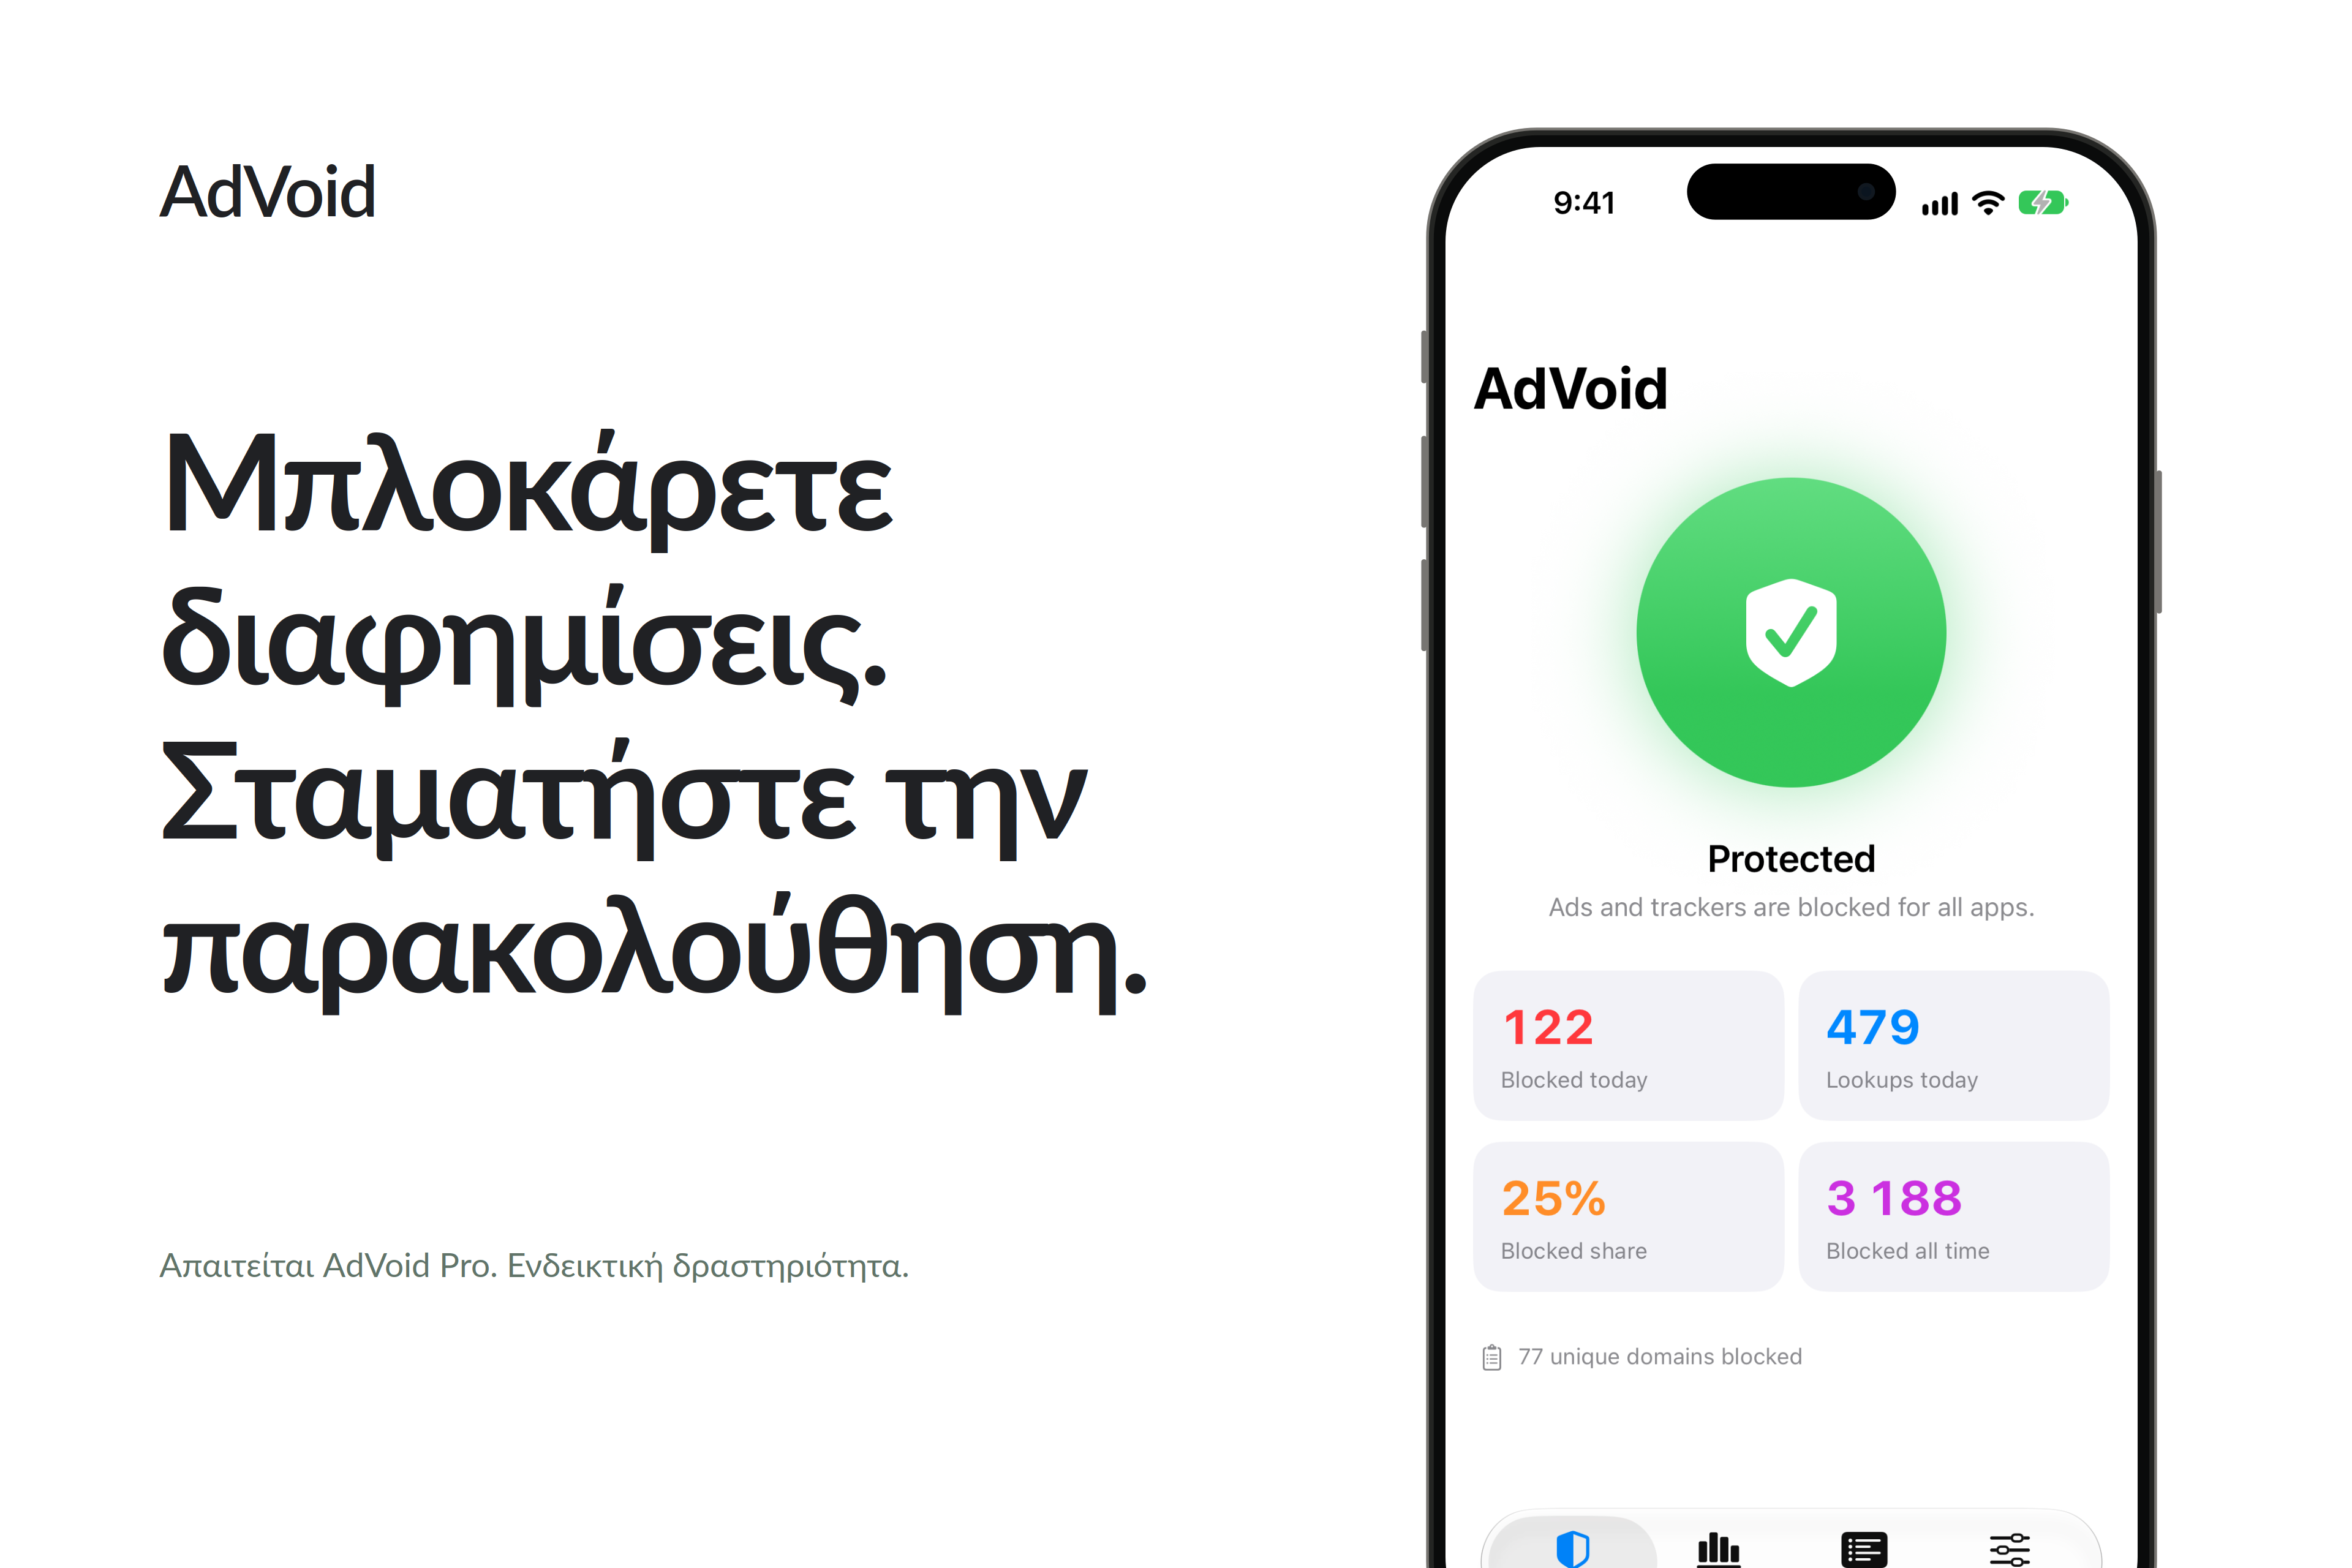 AdVoid
Μπλοκάρετε
διαφημίσεις.
Σταματήστε την
παρακολούθηση.
Απαιτείται AdVoid Pro. Ενδεικτική δραστηριότητα.
9:41
AdVoid
Protected
Ads and trackers are blocked for all apps.
122
Blocked today
479
Lookups today
25%
Blocked share
3 188
Blocked all time
77 unique domains blocked